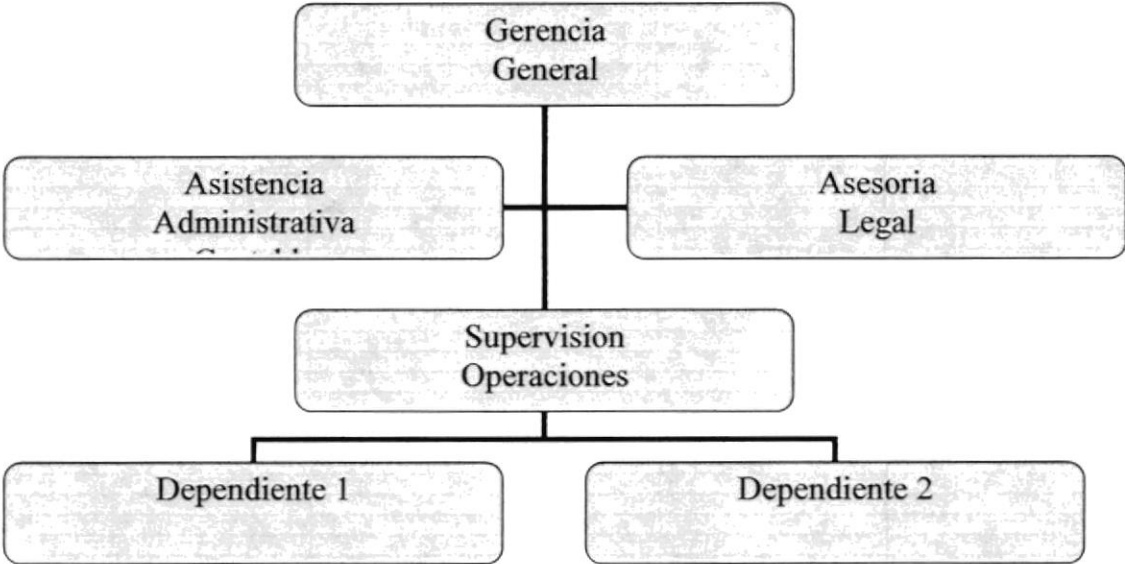 Gerencia
General
Asistencia
Administrativa
Asesoria
Legal
Supervision
Operaciones
Dependiente 1
Dependiente 2